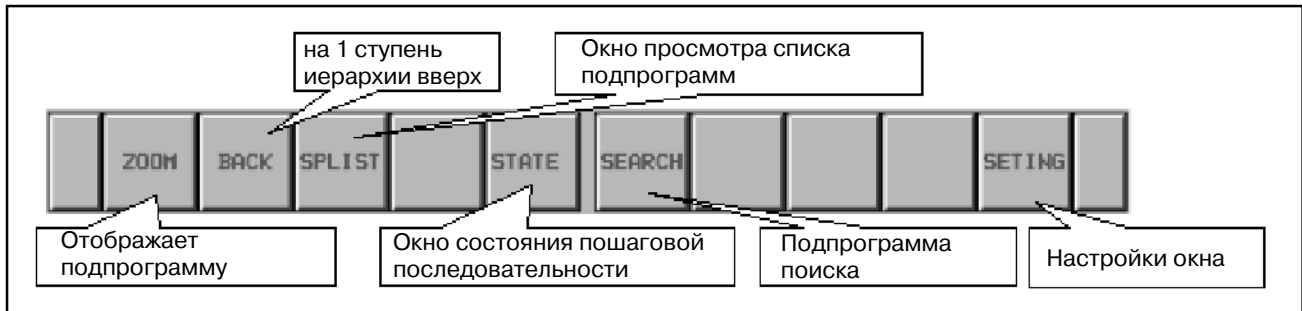 на 1 ступень
иерархии вверх
Окно просмотра списка
подпрограмм
ZOOM BACK SPLIST STATE SEARCH SETING
Отображает
подпрограмму
Окно состояния пошаговой
последовательности
Подпрограмма
поиска
Настройки окна